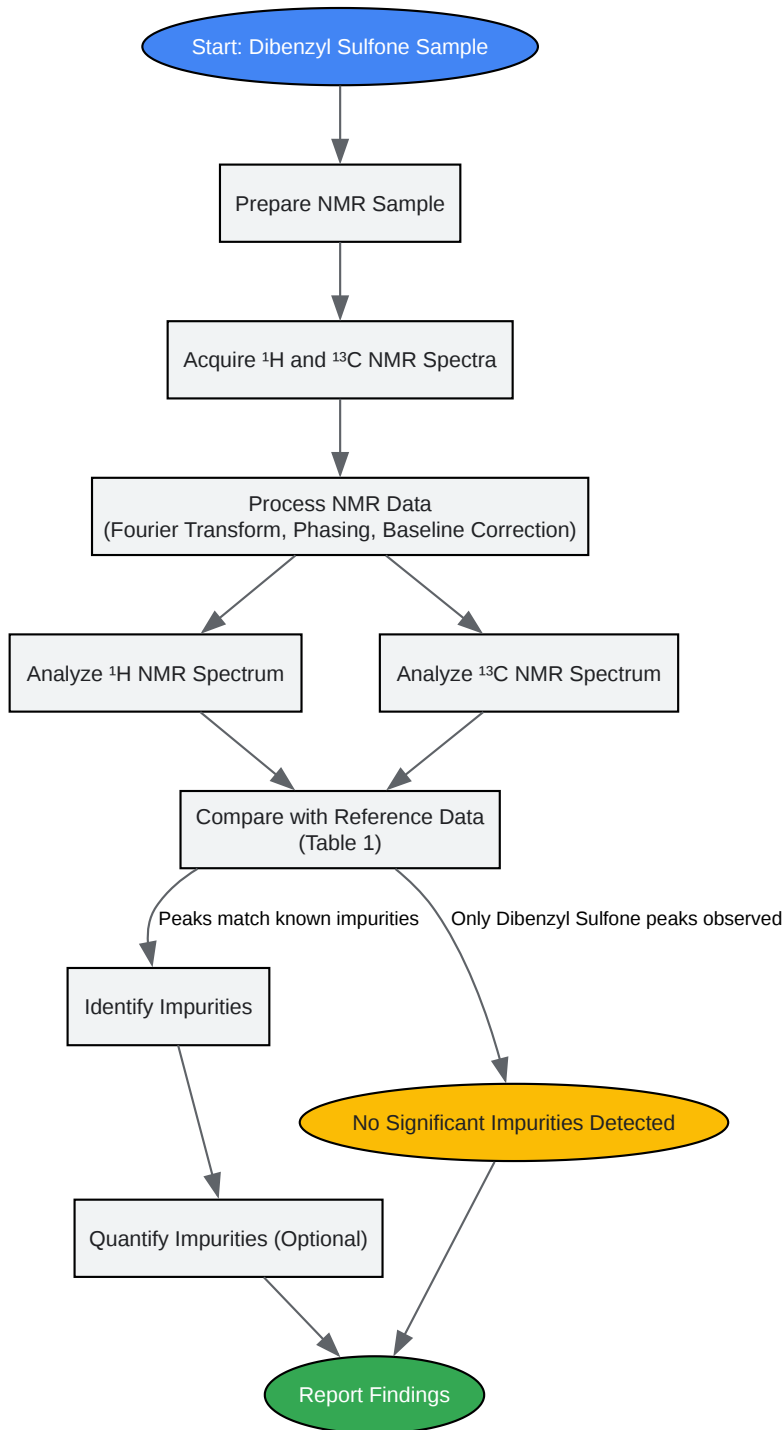 Start: Dibenzyl Sulfone Sample
Prepare NMR Sample
Acquire ¹H and ¹³C NMR Spectra
Process NMR Data
(Fourier Transform, Phasing, Baseline Correction)
Analyze ¹H NMR Spectrum
Analyze ¹³C NMR Spectrum
Compare with Reference Data
(Table 1)
Peaks match known impurities
Only Dibenzyl Sulfone peaks observed
Identify Impurities
No Significant Impurities Detected
Quantify Impurities (Optional)
Report Findings